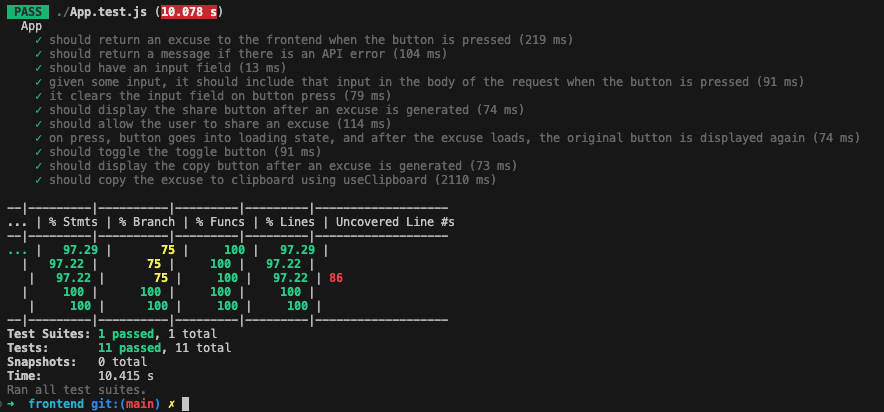 PASS ./App.test.js (10.078 s)
App
✓ should return an excuse to the frontend when the button is pressed (219 ms)
✓ should return a message if there is an API error (104 ms)
✓ should have an input field (13 ms)
✓ given some input, it should include that input in the body of the request when the button is pressed (91 ms)
✓ it clears the input field on button press (79 ms)
✓ should display the share button after an excuse is generated (74 ms)
✓ should allow the user to share an excuse (114 ms)
✓ on press, button goes into loading state, and after the excuse loads, the original button is displayed again (74 ms)
✓ should toggle the toggle button (91 ms)
✓ should display the copy button after an excuse is generated (73 ms)
✓ should copy the excuse to clipboard using useClipboard (2110 ms)
--|---------|----------|---------|---------|-------------------
... | % Stmts | % Branch | % Funcs | % Lines | Uncovered Line #s
--|---------|----------|---------|---------|-------------------
... | 97.29 | 75 | 100 | 97.29 |
| 97.22 | 75 | 100 | 97.22 |
| 97.22 | 75 | 100 | 97.22 | 86
| 100 | 100 | 100 | 100 |
| 100 | 100 | 100 | 100 |
--|---------|----------|---------|---------|-------------------
Test Suites: 1 passed, 1 total
Tests: 11 passed, 11 total
Snapshots: 0 total
Time: 10.415 s
Ran all test suites.
➜ frontend git:(main) ✗